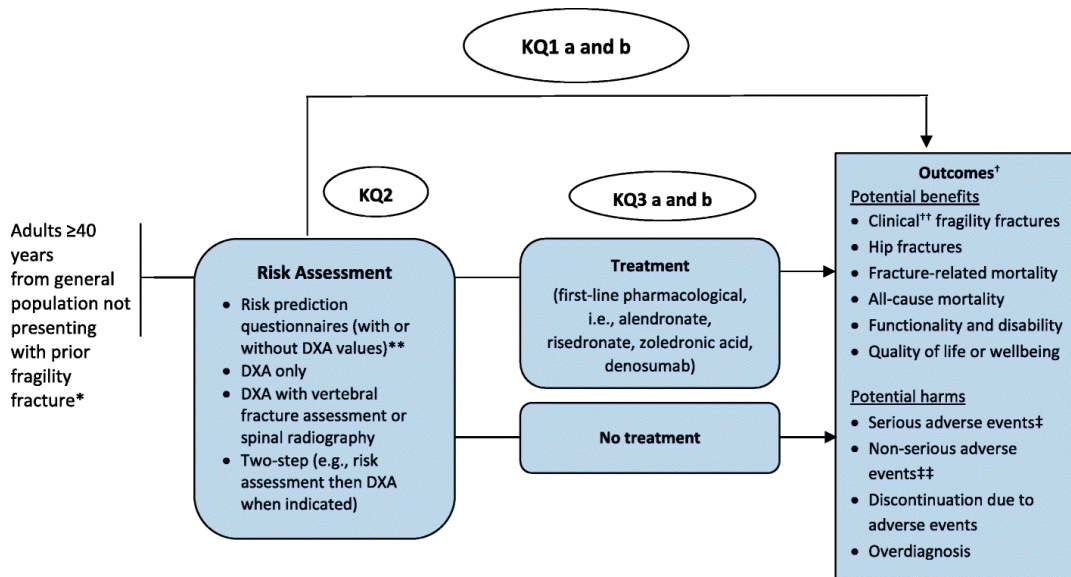 KQ1 a and b
KQ2
KQ3 a and b
Adults ≥40
years
from general
population not
presenting
with prior
fragility
fracture*
Risk Assessment
• Risk prediction
questionnaires (with or
without DXA values)**
• DXA only
• DXA with vertebral
fracture assessment or
spinal radiography
• Two-step (e.g., risk
assessment then DXA
when indicated)
Treatment
(first-line pharmacological,
i.e., alendronate,
risedronate, zoledronic acid,
denosumab)
No treatment
Outcomes†
Potential benefits
• Clinical†† fragility fractures
• Hip fractures
• Fracture-related mortality
• All-cause mortality
• Functionality and disability
• Quality of life or wellbeing
Potential harms
• Serious adverse events‡
• Non-serious adverse
events‡‡
• Discontinuation due to
adverse events
• Overdiagnosis